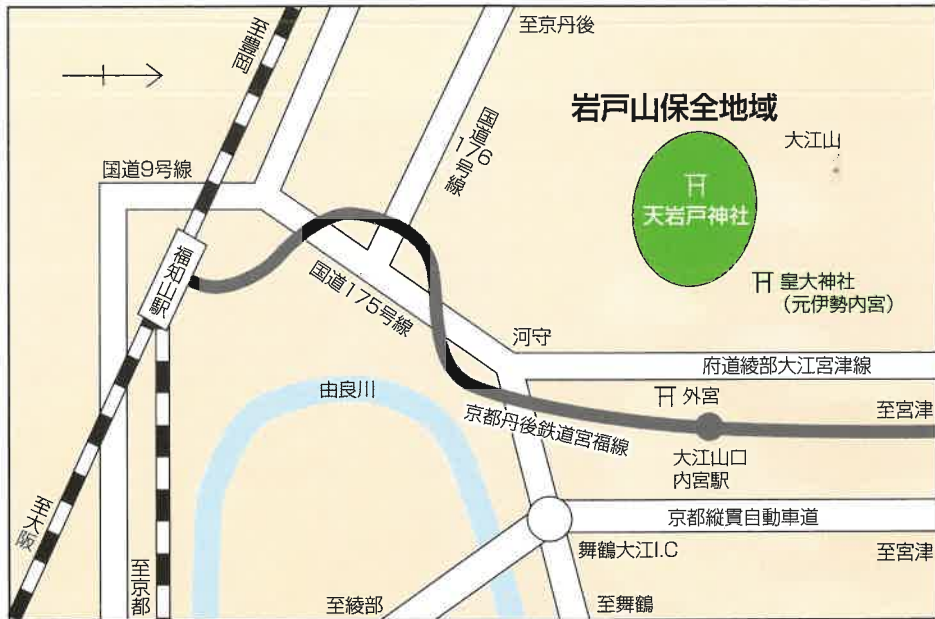 至豊岡
至京丹後
国道176号線
岩戸山保全地域
大江山
国道9号線
天岩戸神社
福知山駅
国道175号線
皇大神社
(元伊勢内宮)
河守
府道綾部大江宮津線
由良川
外宮
至宮津
京都丹後鉄道宮福線
大江山口
内宮駅
京都縦貫自動車道
至大阪
至京都
舞鶴大江I.C
至宮津
至綾部
至舞鶴